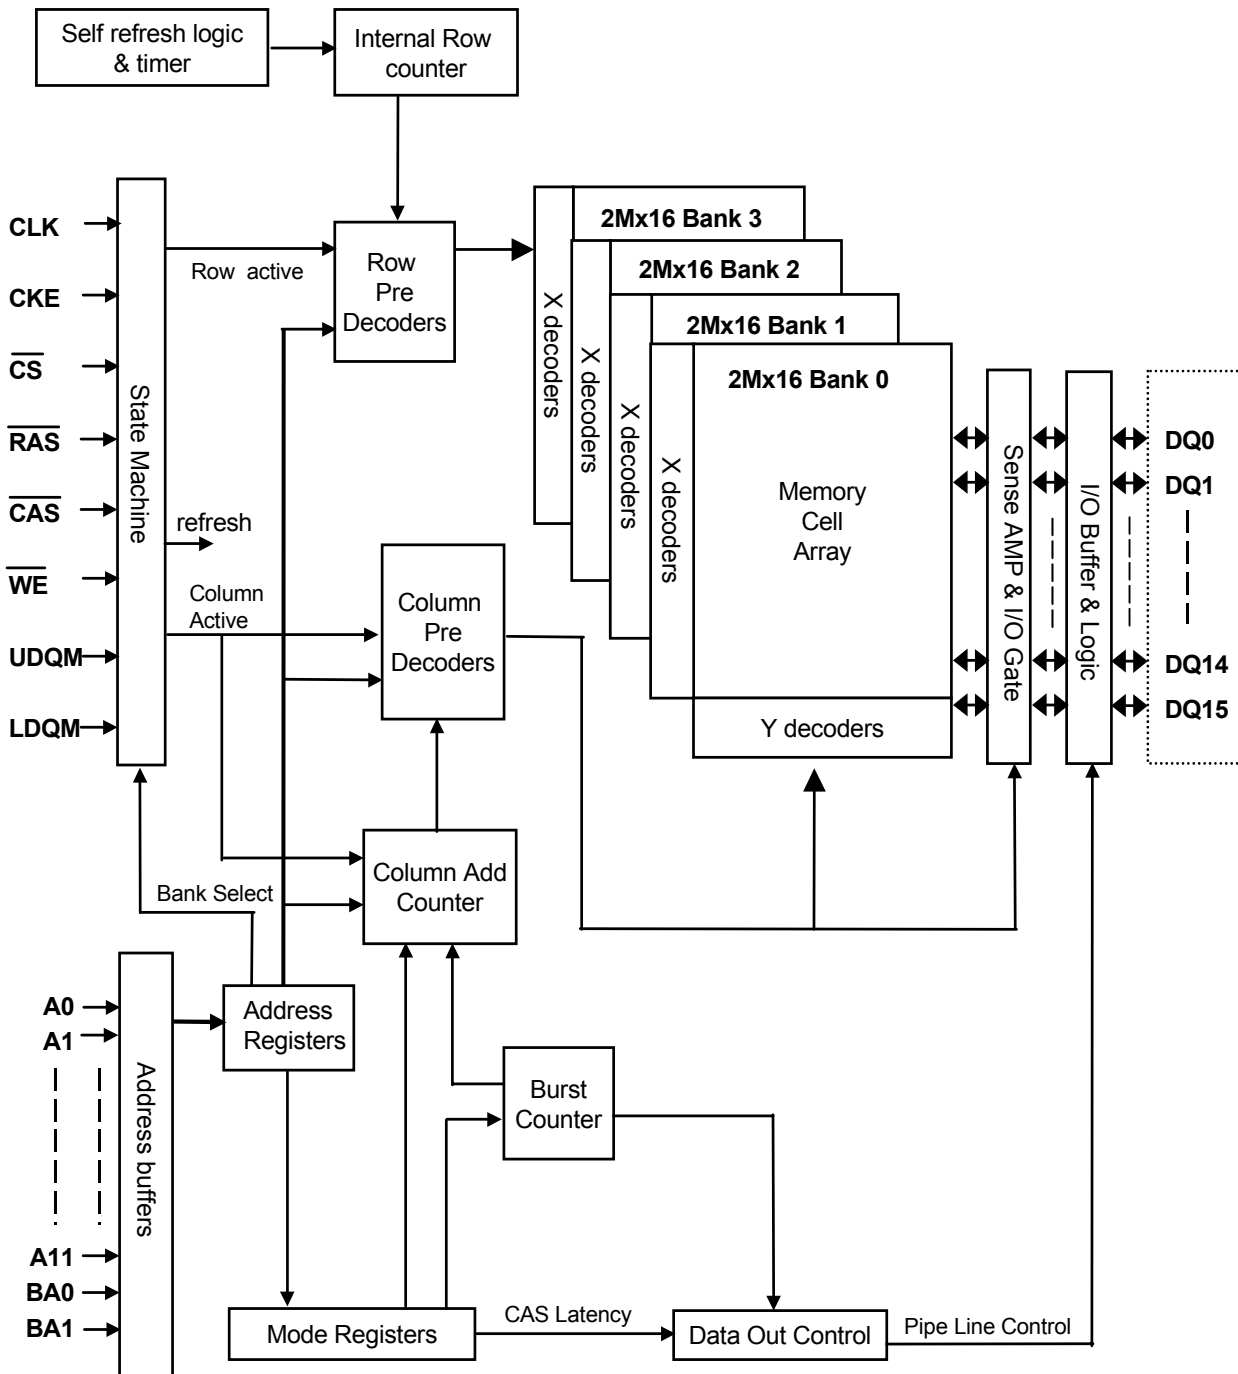 Self refresh logic
& timer
Internal Row
counter
CLK
CKE
CS
RAS
CAS
WE
UDQM
LDQM
State Machine
Row active
refresh
Column
Active
Bank Select
Row
Pre
Decoders
Column
Pre
Decoders
Column Add
Counter
X decoders
X decoders
X decoders
X decoders
2Mx16 Bank 3
2Mx16 Bank 2
2Mx16 Bank 1
2Mx16 Bank 0
Memory
Cell
Array
Y decoders
Sense AMP & I/O Gate
I/O Buffer & Logic
DQ0
DQ1
DQ14
DQ15
A0
A1
A11
BA0
BA1
Address buffers
Address
Registers
Burst
Counter
Mode Registers
CAS Latency
Data Out Control
Pipe Line Control